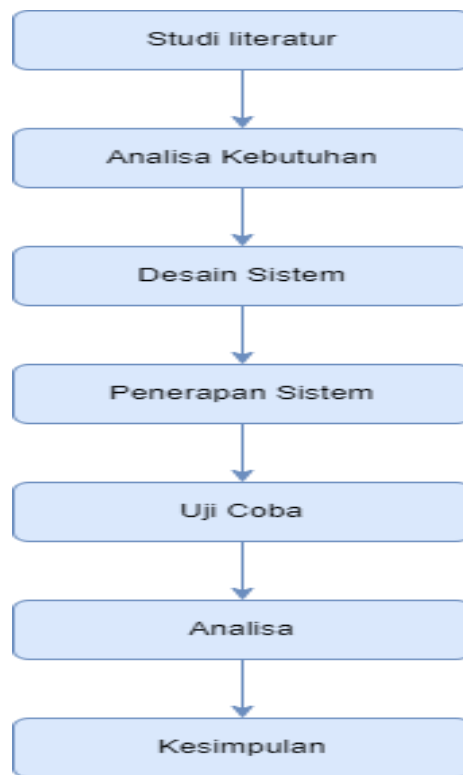 Studi literatur
Analisa Kebutuhan
Desain Sistem
Penerapan Sistem
Uji Coba
Analisa
Kesimpulan